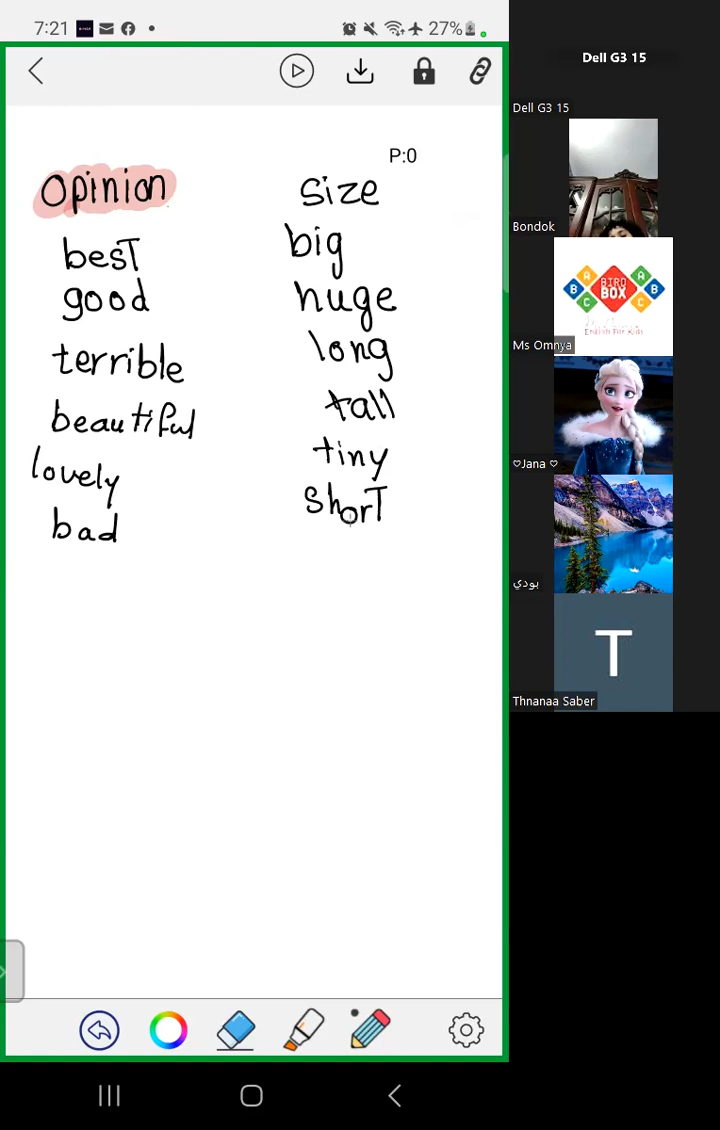 7:21
27%
P:0
Opinion
best
good
terrible
beautiful
lovely
bad
size
big
huge
long
tall
tiny
short
Dell G3 15
Dell G3 15
Bondok
A A
B BIRD BOX B
C C
English For Kids
Ms Omnya
♡Jana ♡
بودي
T
Thnanaa Saber